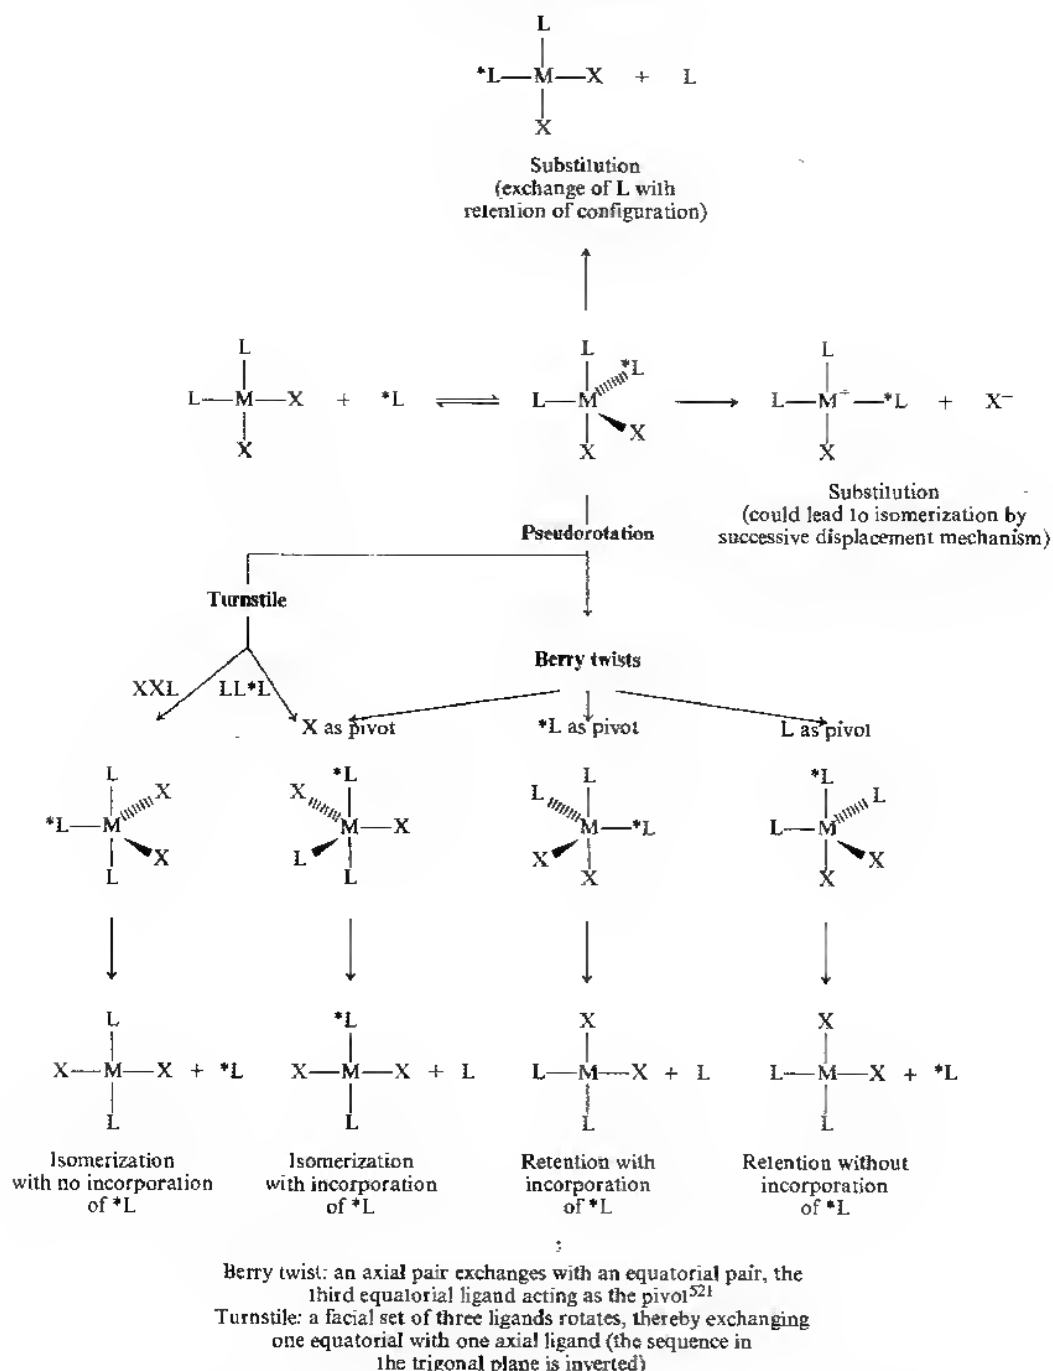 L
*L—M—X + L
X
Substitution
(exchange of L with
retention of configuration)
L
L—M—X + *L
X
L
*L
L—M
X
X
L
L—M⁺—*L + X⁻
X
Substitution
(could lead to isomerization by
successive displacement mechanism)
Pseudorotation
Turnstile
Berry twists
XXL
LL*L
X as pivot
*L as pivot
L as pivot
L
X
*L—M
X
L
*L
X
M—X
L
L
L
L
M—*L
X
X
*L
L
L—M
X
X
L
X—M—X + *L
L
*L
X—M—X + L
L
X
L—M—X + L
L
X
L—M—X + *L
L
Isomerization
with no incorporation
of *L
Isomerization
with incorporation
of *L
Retention with
incorporation
of *L
Retention without
incorporation
of *L
Berry twist: an axial pair exchanges with an equatorial pair, the
third equatorial ligand acting as the pivot⁵²¹
Turnstile: a facial set of three ligands rotates, thereby exchanging
one equatorial with one axial ligand (the sequence in
the trigonal plane is inverted)